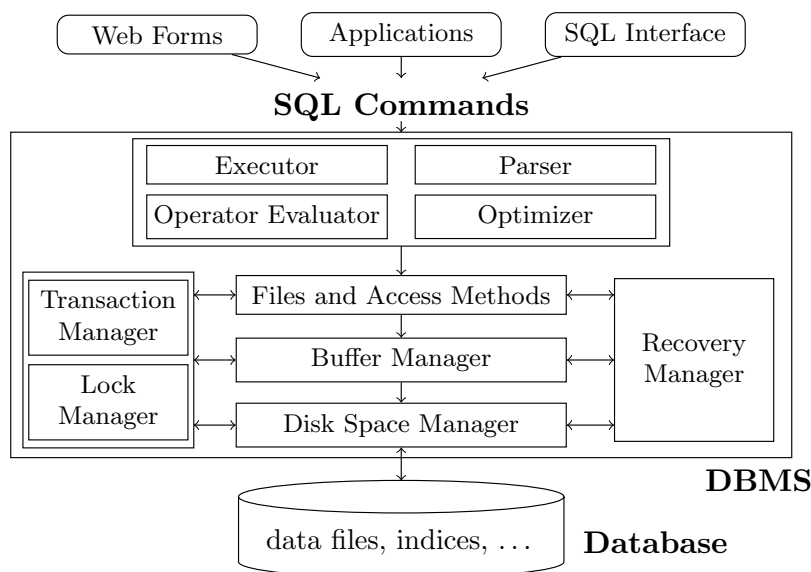 Web Forms
Applications
SQL Interface
SQL Commands
Executor
Parser
Operator Evaluator
Optimizer
Transaction
Manager
Lock
Manager
Files and Access Methods
Buffer Manager
Disk Space Manager
Recovery
Manager
DBMS
data files, indices, . . .
Database